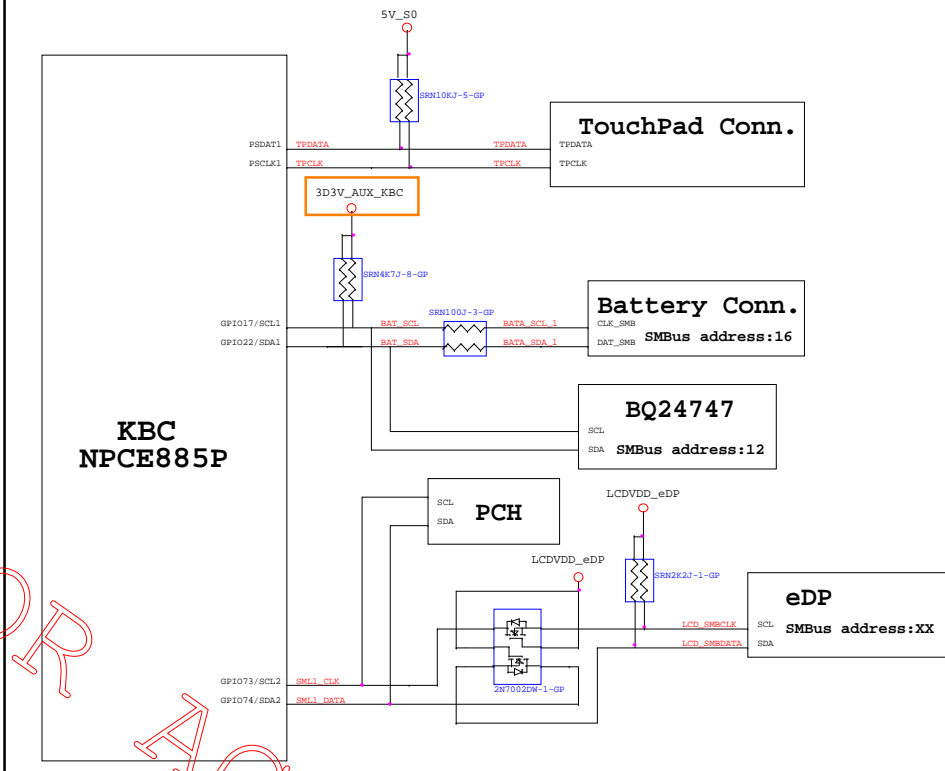 5V_S0
SRN10KJ-5-GP
TouchPad Conn.
PSDAT1 TPDATA TPDATA TPDATA
PSCLK1 TPCLK TPCLK TPCLK
3D3V_AUX_KBC
SRN4K7J-8-GP
Battery Conn.
SRN100J-3-GP
GPIO17/SCL1 BAT_SCL BATA_SCL_1 CLK_SMB
SMBus address:16
GPIO22/SDA1 BAT_SDA BATA_SDA_1 DAT_SMB
BQ24747
SCL
SDA SMBus address:12
KBC
NPCE885P
LCDVDD_eDP
SCL
PCH
SDA
LCDVDD_eDP
SRN2K2J-1-GP
eDP
LCD_SMBCLK SCL
SMBus address:XX
LCD_SMBDATA SDA
GPIO73/SCL2 SML1_CLK
2N7002DW-1-GP
GPIO74/SDA2 SML1_DATA
OR